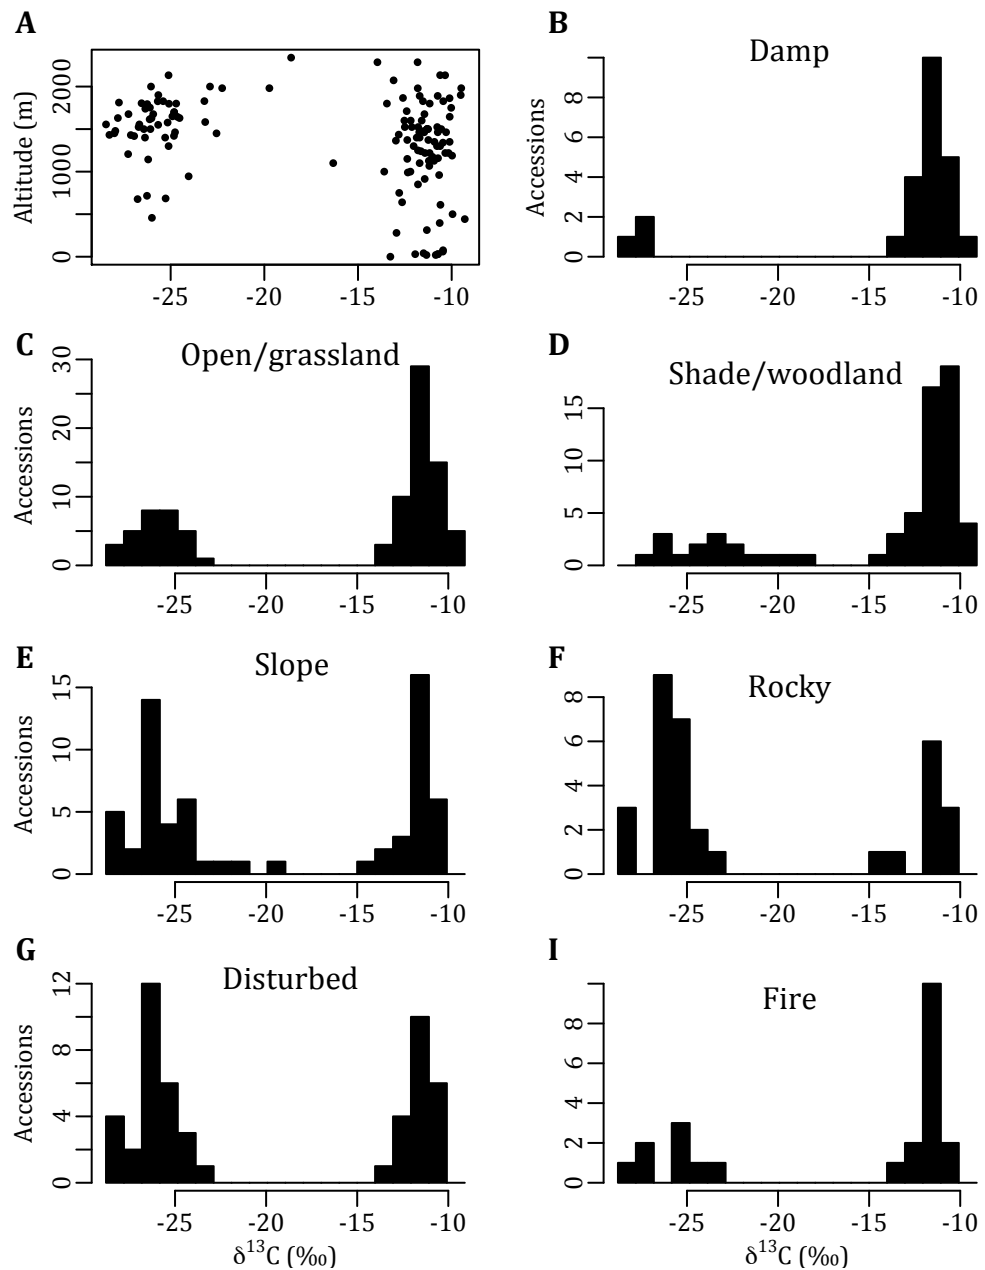 A
Altitude (m)
2000
1000
0
-25 -20 -15 -10
B
Damp
Accessions
8
6
4
2
0
-25 -20 -15 -10
C
Open/grassland
Accessions
30
20
10
0
-25 -20 -15 -10
D
Shade/woodland
15
10
5
0
-25 -20 -15 -10
E
Slope
Accessions
15
10
5
0
-25 -20 -15 -10
F
Rocky
8
6
4
2
0
-25 -20 -15 -10
G
Disturbed
Accessions
12
8
4
0
-25 -20 -15 -10
δ¹³C (‰)
I
Fire
8
6
4
2
0
-25 -20 -15 -10
δ¹³C (‰)